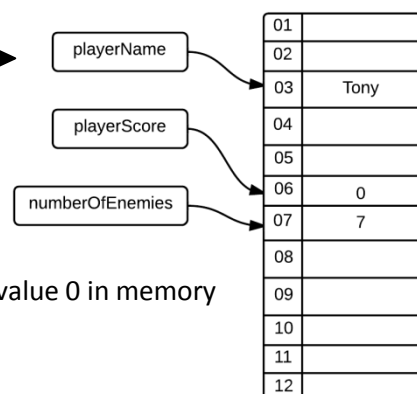 01
playerName
02
03 Tony
playerScore
04
05
06 0
numberOfEnemies
07 7
08
value 0 in memory
09
10
11
12